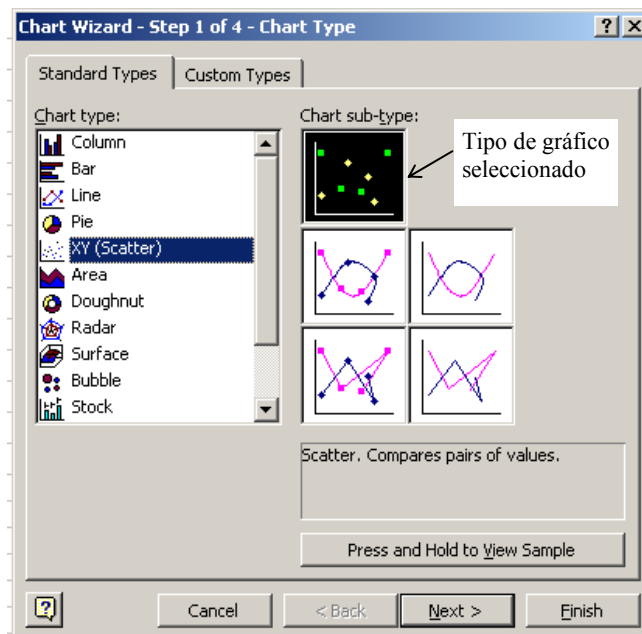 Chart Wizard - Step 1 of 4 - Chart Type
Standard Types
Custom Types
Chart type:
Column
Bar
Line
Pie
XY (Scatter)
Area
Doughnut
Radar
Surface
Bubble
Stock
Chart sub-type:
Tipo de gráfico
seleccionado
Scatter. Compares pairs of values.
Press and Hold to View Sample
Cancel
< Back
Next >
Finish